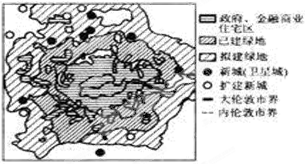 政府、金融商业
住宅区
已建绿地
拟建绿地
新城(卫星城)
扩建新城
大伦敦市界
内伦敦市界